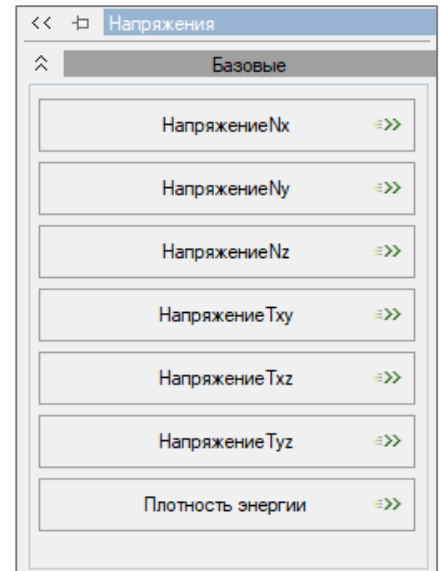 << Напряжения
Базовые
НапряжениеNx
НапряжениеNy
НапряжениеNz
НапряжениеTxy
НапряжениеTxz
НапряжениеTyz
Плотность энергии